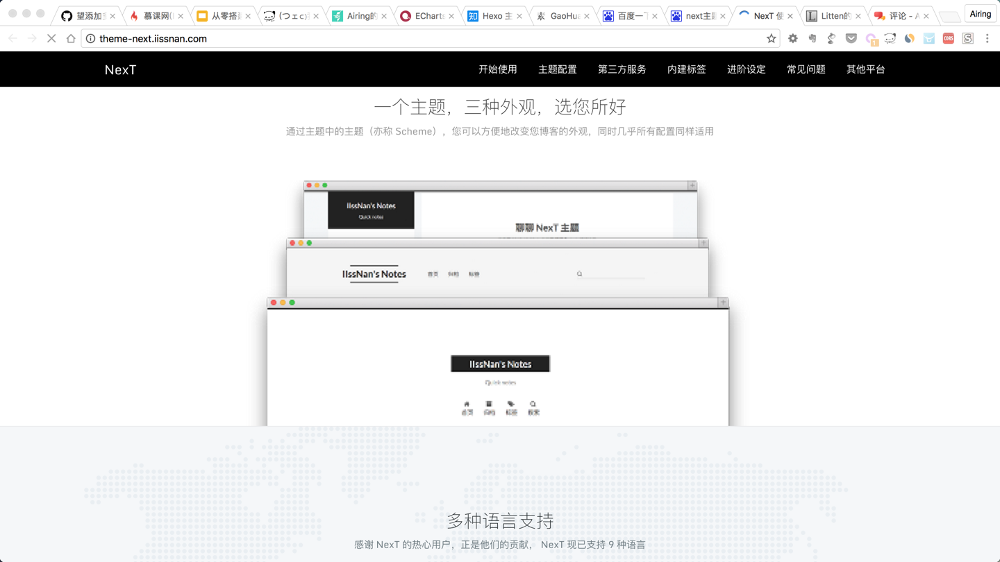 望添加
慕课网
从零搭
(つェc)
Airing的
ECharts
Hexo 主
GaoHua
百度一下
next主题
NexT 使
Litten的
评论 - A
Airing
theme-next.iissnan.com
1
CORS
NexT
开始使用 主题配置 第三方服务 内建标签 进阶设定 常见问题 其他平台
一个主题，三种外观，选您所好
通过主题中的主题（亦称 Scheme），您可以方便地改变您博客的外观，同时几乎所有配置同样适用
IIssNan's Notes
Quick notes
聊聊 NexT 主题
IIssNan's Notes
首页 归档 标签
IIssNan's Notes
Quick notes
首页 归档 标签 搜索
多种语言支持
感谢 NexT 的热心用户，正是他们的贡献， NexT 现已支持 9 种语言